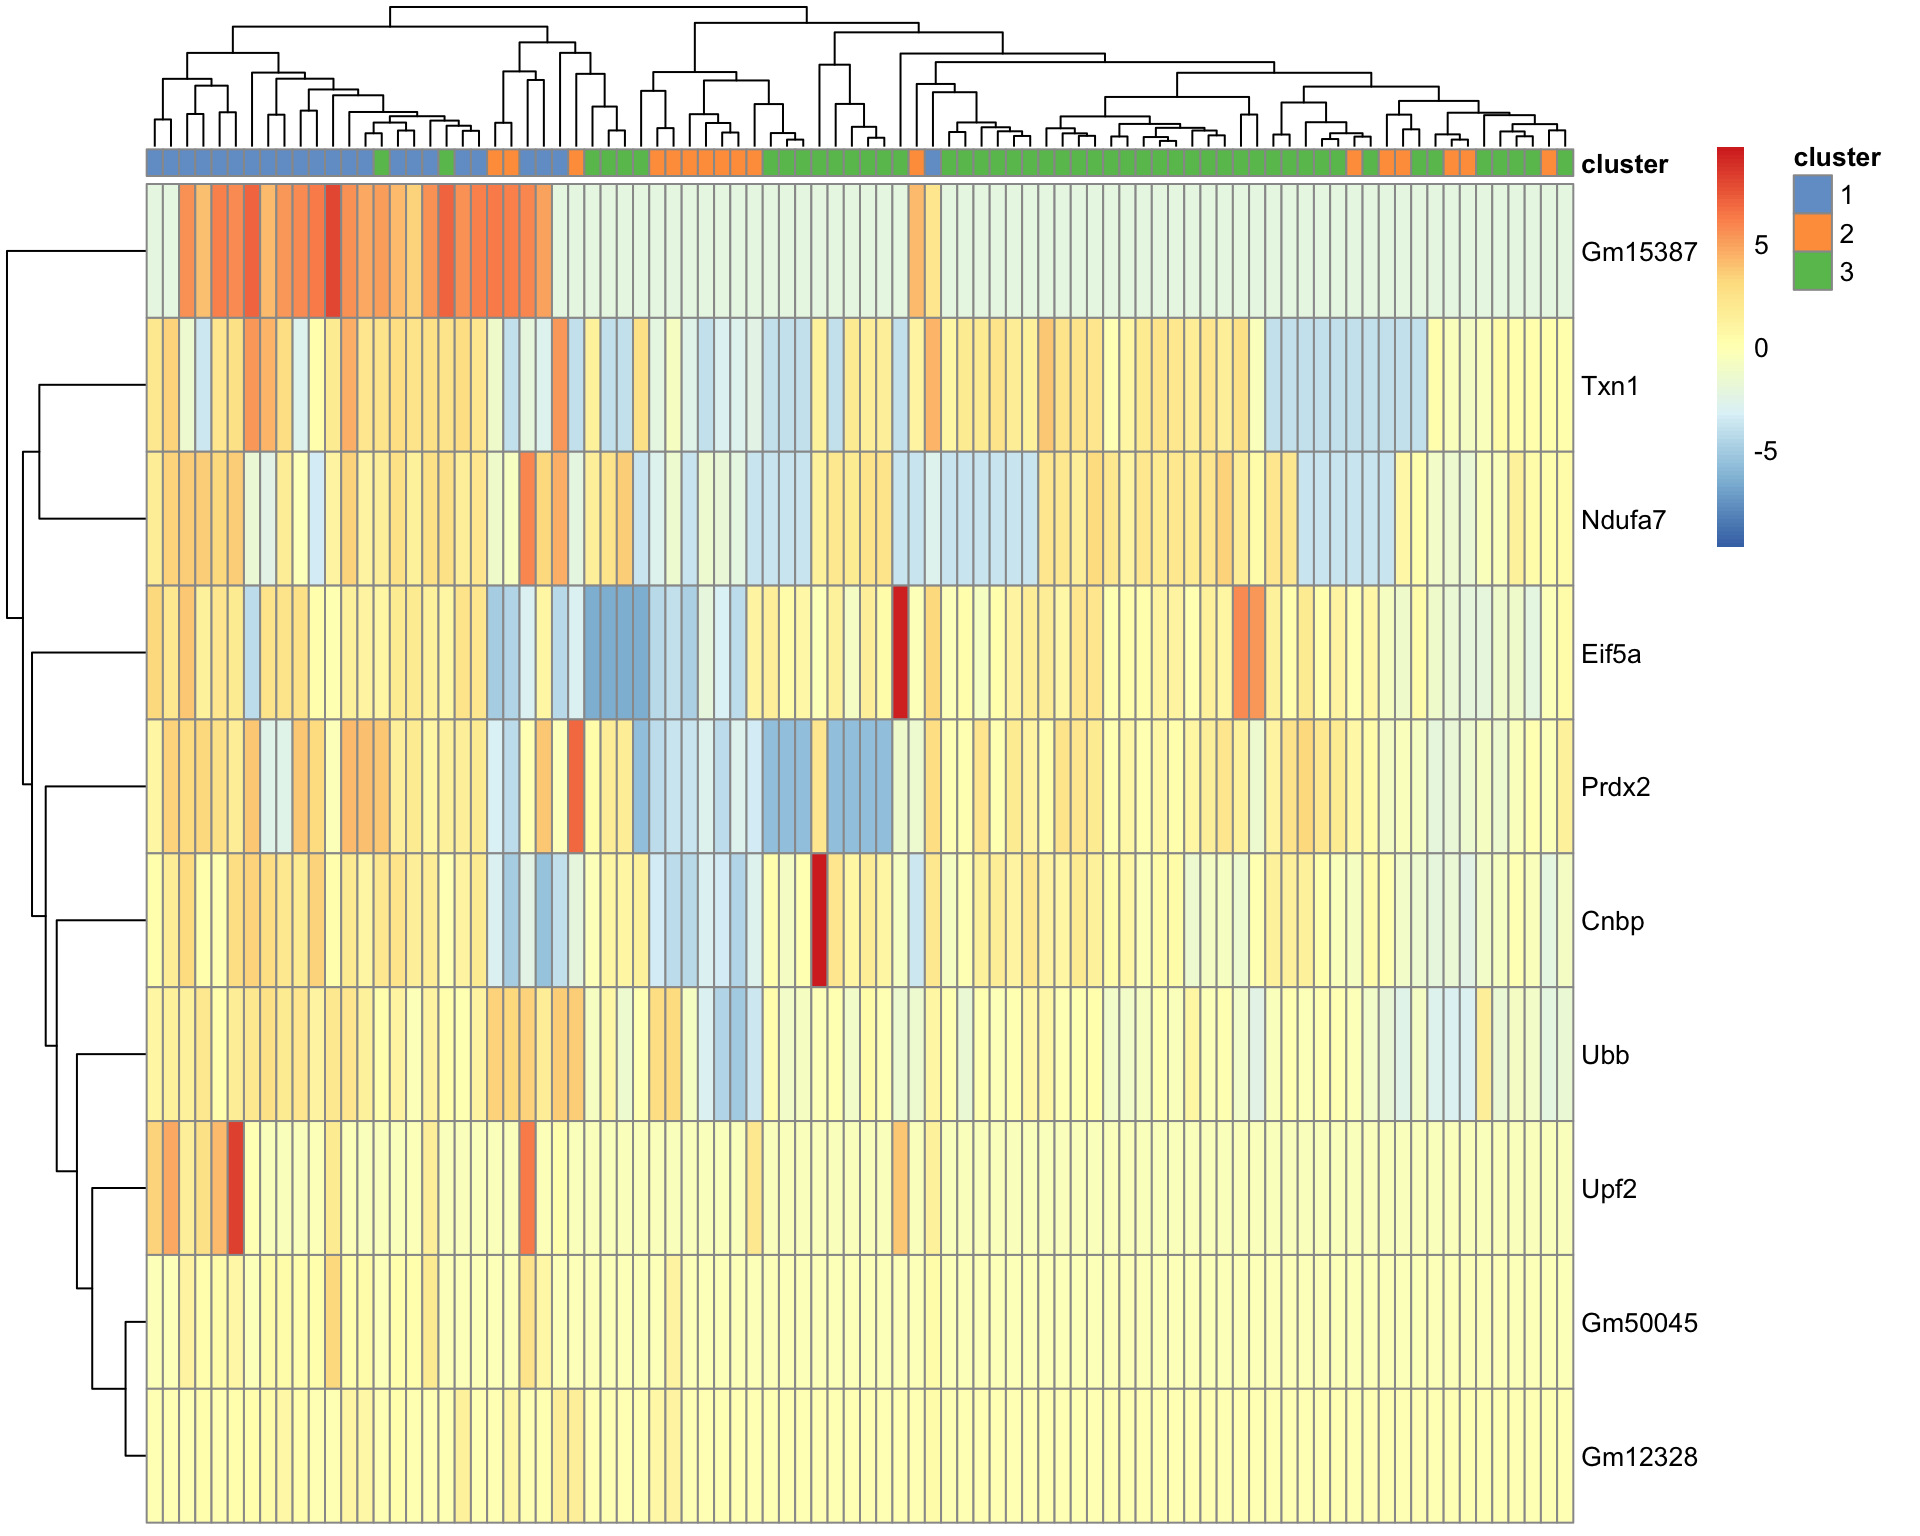 cluster
cluster
1
2
3
5
0
-5
Gm15387
Txn1
Ndufa7
Eif5a
Prdx2
Cnbp
Ubb
Upf2
Gm50045
Gm12328